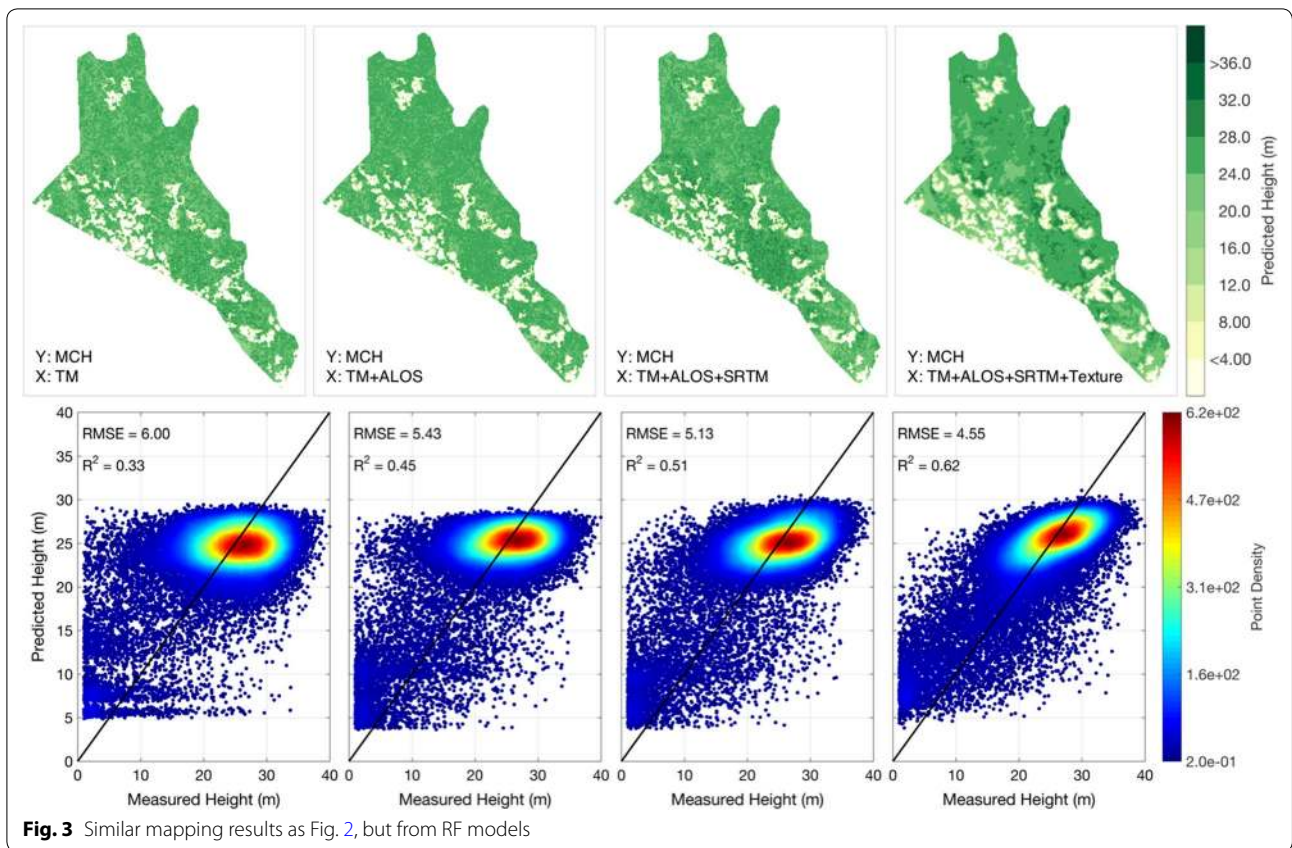 Y: MCH
X: TM
Y: MCH
X: TM+ALOS
Y: MCH
X: TM+ALOS+SRTM
Y: MCH
X: TM+ALOS+SRTM+Texture
>36.0
32.0
28.0
24.0
20.0
16.0
12.0
8.00
<4.00
Predicted Height (m)
RMSE = 6.00
R² = 0.33
RMSE = 5.43
R² = 0.45
RMSE = 5.13
R² = 0.51
RMSE = 4.55
R² = 0.62
40
35
30
25
20
15
10
5
0
Predicted Height (m)
0 10 20 30 40
0 10 20 30 40
0 10 20 30 40
0 10 20 30 40
Measured Height (m)
Measured Height (m)
Measured Height (m)
Measured Height (m)
6.2e+02
4.7e+02
3.1e+02
1.6e+02
2.0e-01
Point Density
Fig. 3 Similar mapping results as Fig. 2, but from RF models